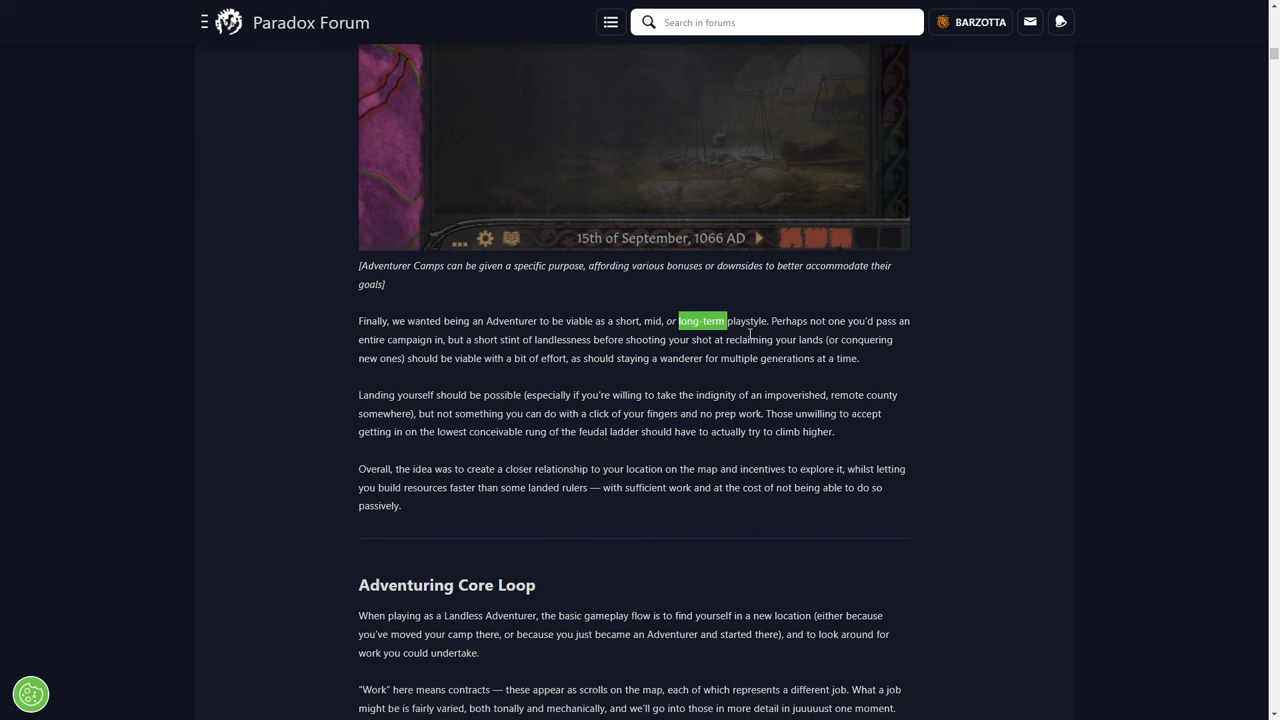 Paradox Forum
Search in forums
BARZOTTA
15th of September, 1066 AD
[Adventurer Camps can be given a specific purpose, affording various bonuses or downsides to better accommodate their
goals]
Finally, we wanted being an Adventurer to be viable as a short, mid, or long-term playstyle. Perhaps not one you'd pass an
entire campaign in, but a short stint of landlessness before shooting your shot at reclaiming your lands (or conquering
new ones) should be viable with a bit of effort, as should staying a wanderer for multiple generations at a time.
Landing yourself should be possible (especially if you're willing to take the indignity of an impoverished, remote county
somewhere), but not something you can do with a click of your fingers and no prep work. Those unwilling to accept
getting in on the lowest conceivable rung of the feudal ladder should have to actually try to climb higher.
Overall, the idea was to create a closer relationship to your location on the map and incentives to explore it, whilst letting
you build resources faster than some landed rulers — with sufficient work and at the cost of not being able to do so
passively.
Adventuring Core Loop
When playing as a Landless Adventurer, the basic gameplay flow is to find yourself in a new location (either because
you've moved your camp there, or because you just became an Adventurer and started there), and to look around for
work you could undertake.
"Work" here means contracts — these appear as scrolls on the map, each of which represents a different job. What a job
might be is fairly varied, both tonally and mechanically, and we'll go into those in more detail in juuuuust one moment.